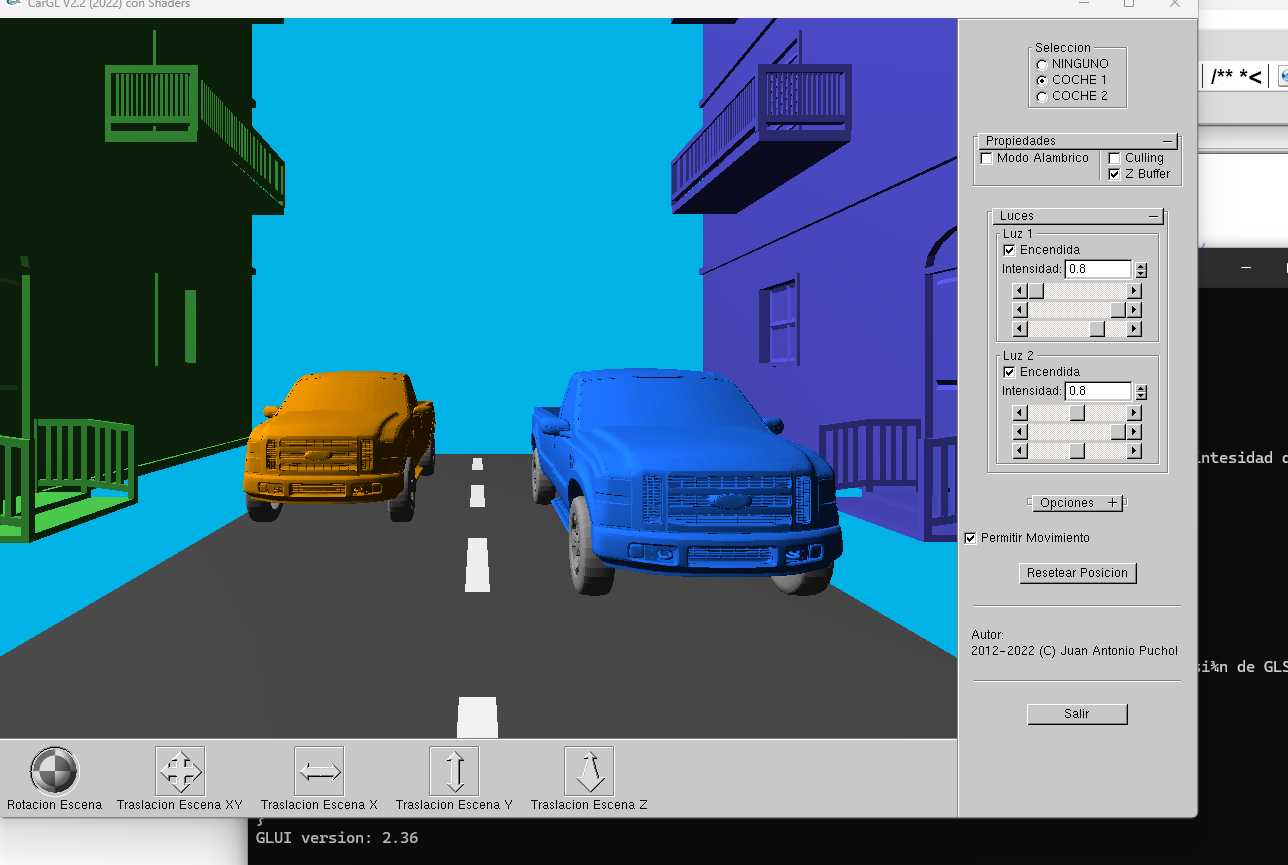 CarGL V2.2 (2022) con Shaders
/** *<
Seleccion
NINGUNO
COCHE 1
COCHE 2
Propiedades
Modo Alambrico
Culling
Z Buffer
Luces
Luz 1
Encendida
Intensidad: 0.8
Luz 2
Encendida
Intensidad: 0.8
Opciones
Permitir Movimiento
Resetear Posicion
Autor:
2012-2022 (C) Juan Antonio Puchol
Salir
ntesidad
si¾n de GLS
Rotacion Escena
Traslacion Escena XY
Traslacion Escena X
Traslacion Escena Y
Traslacion Escena Z
}
GLUI version: 2.36